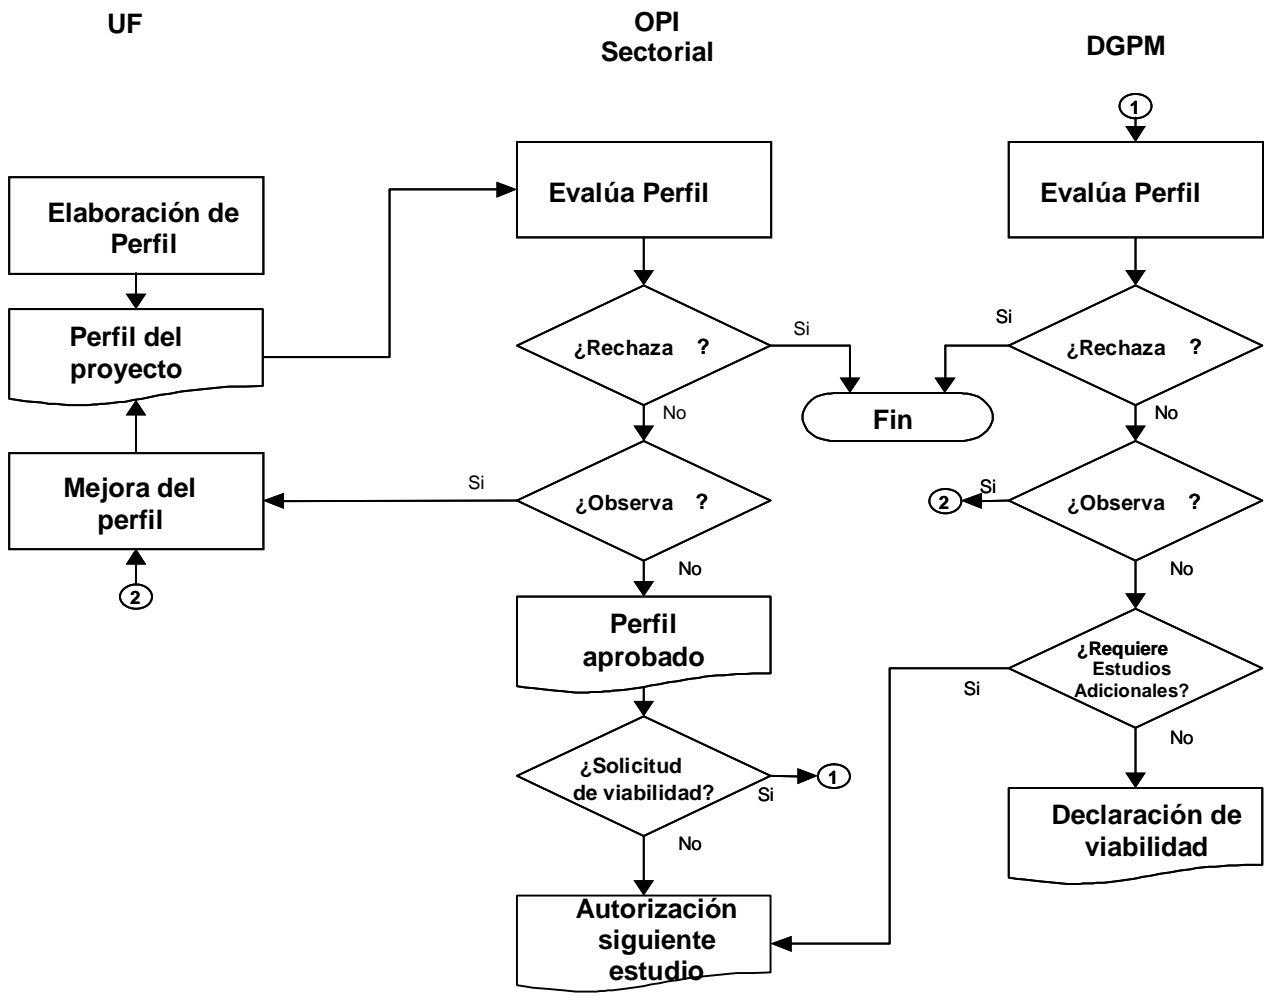 UF
Elaboración de
Perfil
Perfil del
proyecto
Mejora del
perfil
2
OPI
Sectorial
Evalúa Perfil
¿Rechaza ?
Si
No
Fin
¿Observa ?
Si
No
Perfil
aprobado
¿Solicitud
de viabilidad?
Si
1
No
Autorización
siguiente
estudio
DGPM
1
Evalúa Perfil
¿Rechaza ?
Si
No
¿Observa ?
Si
2
No
¿Requiere
Estudios
Adicionales?
Si
No
Declaración de
viabilidad